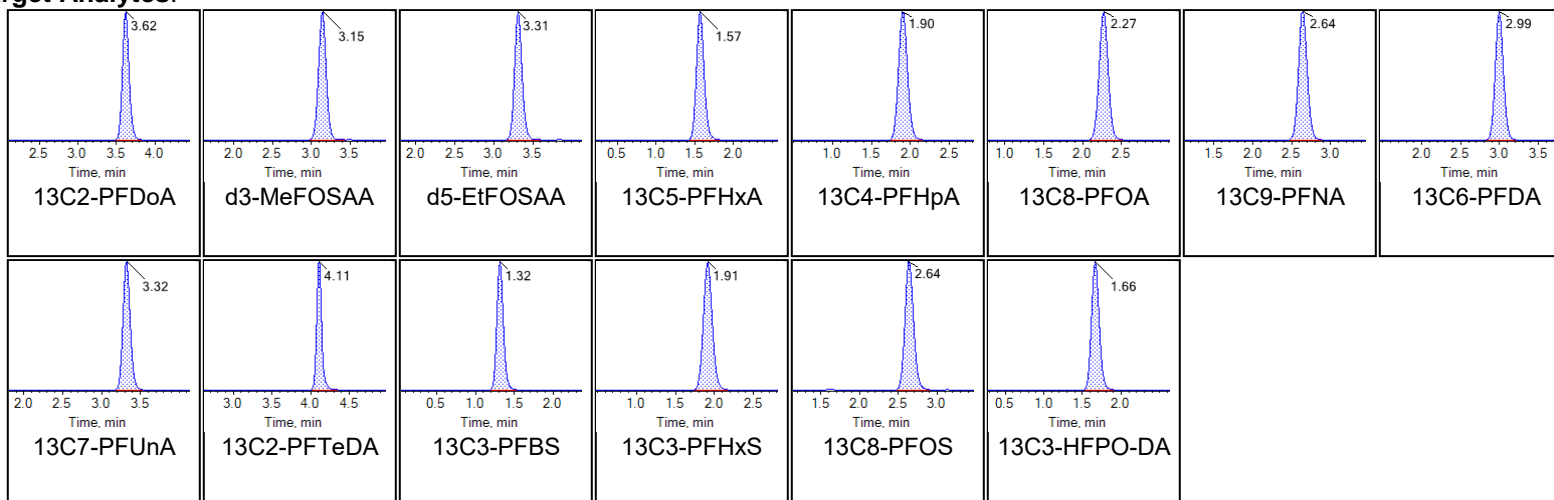 rget Analytes:
3.62 3.15 3.31 1.57 1.90 2.27 2.64 2.99
2.5 3.0 3.5 4.0 2.0 2.5 3.0 3.5 2.0 2.5 3.0 3.5 0.5 1.0 1.5 2.0 1.0 1.5 2.0 2.5 1.0 1.5 2.0 2.5 1.5 2.0 2.5 3.0 2.0 2.5 3.0 3.5
Time, min Time, min Time, min Time, min Time, min Time, min Time, min Time, min
13C2-PFDoA d3-MeFOSAA d5-EtFOSAA 13C5-PFHxA 13C4-PFHpA 13C8-PFOA 13C9-PFNA 13C6-PFDA
3.32 4.11 1.32 1.91 2.64 1.66
2.0 2.5 3.0 3.5 3.0 3.5 4.0 4.5 0.5 1.0 1.5 2.0 1.0 1.5 2.0 2.5 1.5 2.0 2.5 3.0 0.5 1.0 1.5 2.0
Time, min Time, min Time, min Time, min Time, min Time, min
13C7-PFUnA 13C2-PFTeDA 13C3-PFBS 13C3-PFHxS 13C8-PFOS 13C3-HFPO-DA